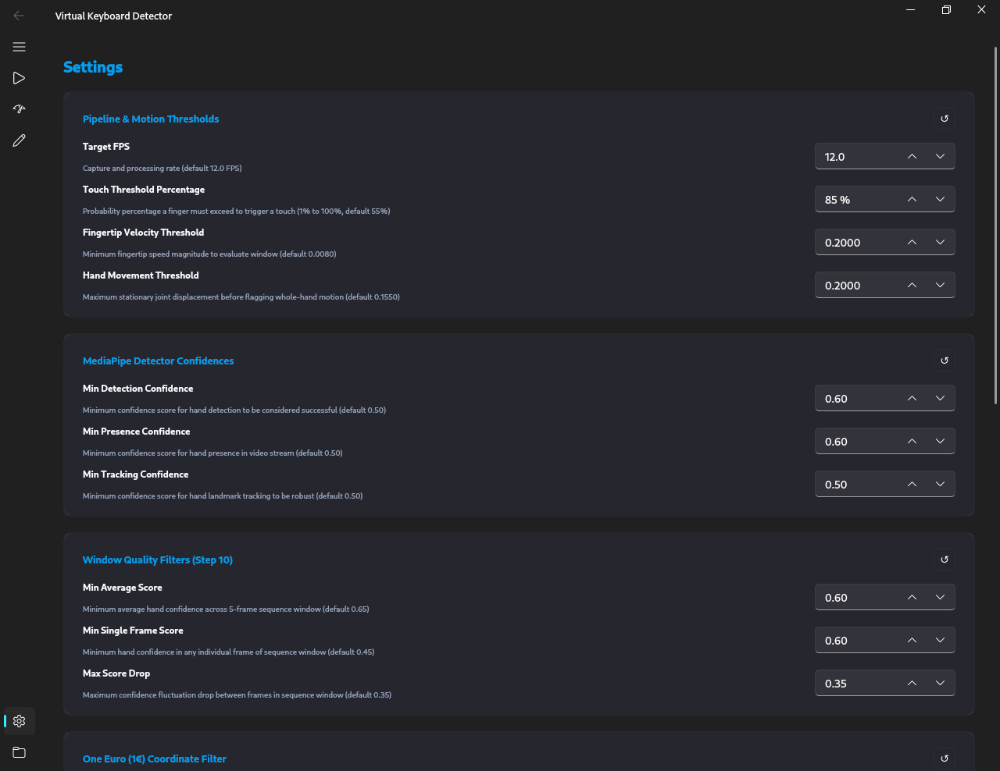 Virtual Keyboard Detector
Settings
Pipeline & Motion Thresholds
Target FPS
Capture and processing rate (default 12.0 FPS)
12.0
Touch Threshold Percentage
Probability percentage a finger must exceed to trigger a touch (1% to 100%, default 55%)
85 %
Fingertip Velocity Threshold
Minimum fingertip speed magnitude to evaluate window (default 0.0080)
0.2000
Hand Movement Threshold
Maximum stationary joint displacement before flagging whole-hand motion (default 0.1550)
0.2000
MediaPipe Detector Confidences
Min Detection Confidence
Minimum confidence score for hand detection to be considered successful (default 0.50)
0.60
Min Presence Confidence
Minimum confidence score for hand presence in video stream (default 0.50)
0.60
Min Tracking Confidence
Minimum confidence score for hand landmark tracking to be robust (default 0.50)
0.50
Window Quality Filters (Step 10)
Min Average Score
Minimum average hand confidence across 5-frame sequence window (default 0.65)
0.60
Min Single Frame Score
Minimum hand confidence in any individual frame of sequence window (default 0.45)
0.60
Max Score Drop
Maximum confidence fluctuation drop between frames in sequence window (default 0.35)
0.35
One Euro (1€) Coordinate Filter